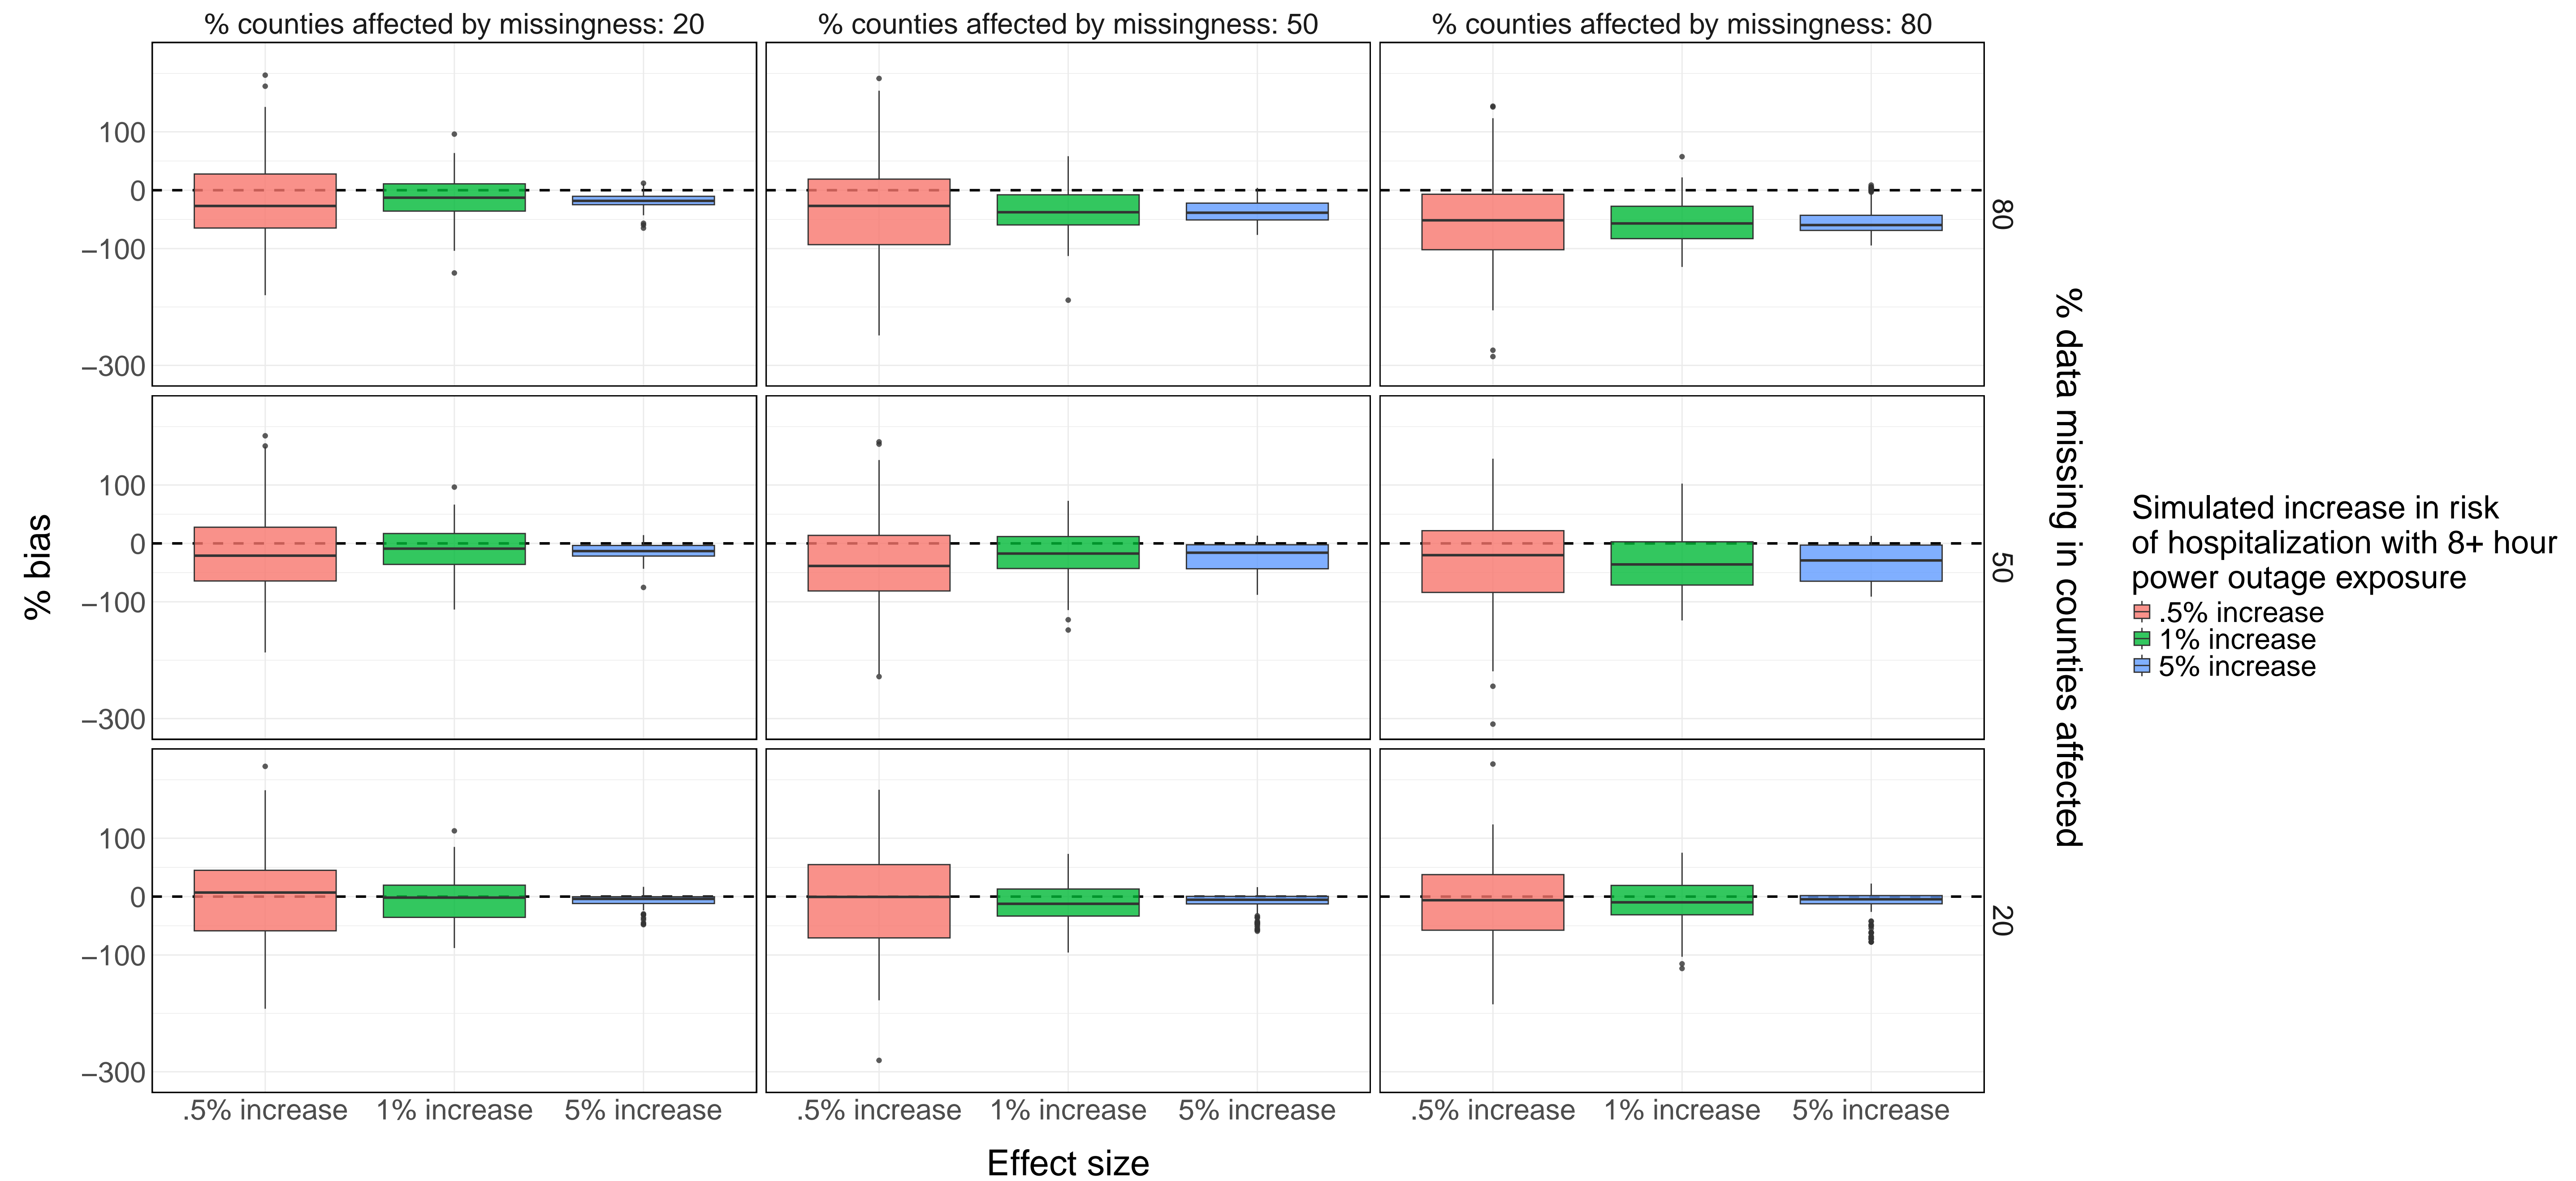 % counties affected by missingness: 20
% counties affected by missingness: 50
% counties affected by missingness: 80
100
0
−100
−300
80
100
0
−100
−300
50
100
0
−100
−300
20
% bias
% data missing in counties affected
.5% increase
1% increase
5% increase
.5% increase
1% increase
5% increase
.5% increase
1% increase
5% increase
Effect size
Simulated increase in risk
of hospitalization with 8+ hour
power outage exposure
.5% increase
1% increase
5% increase